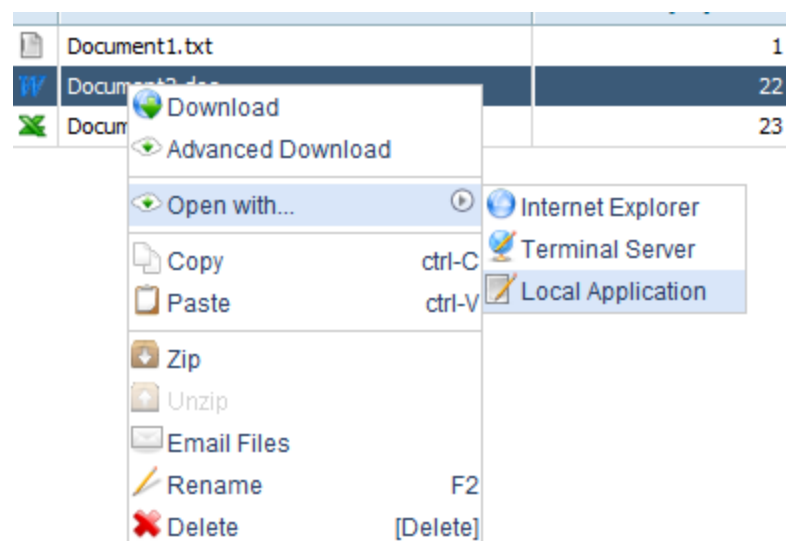 Document1.txt 1
22
Docum 23
Download
Advanced Download
Open with...
Internet Explorer
Terminal Server
Local Application
Copy ctrl-C
Paste ctrl-V
Zip
Unzip
Email Files
Rename F2
Delete [Delete]